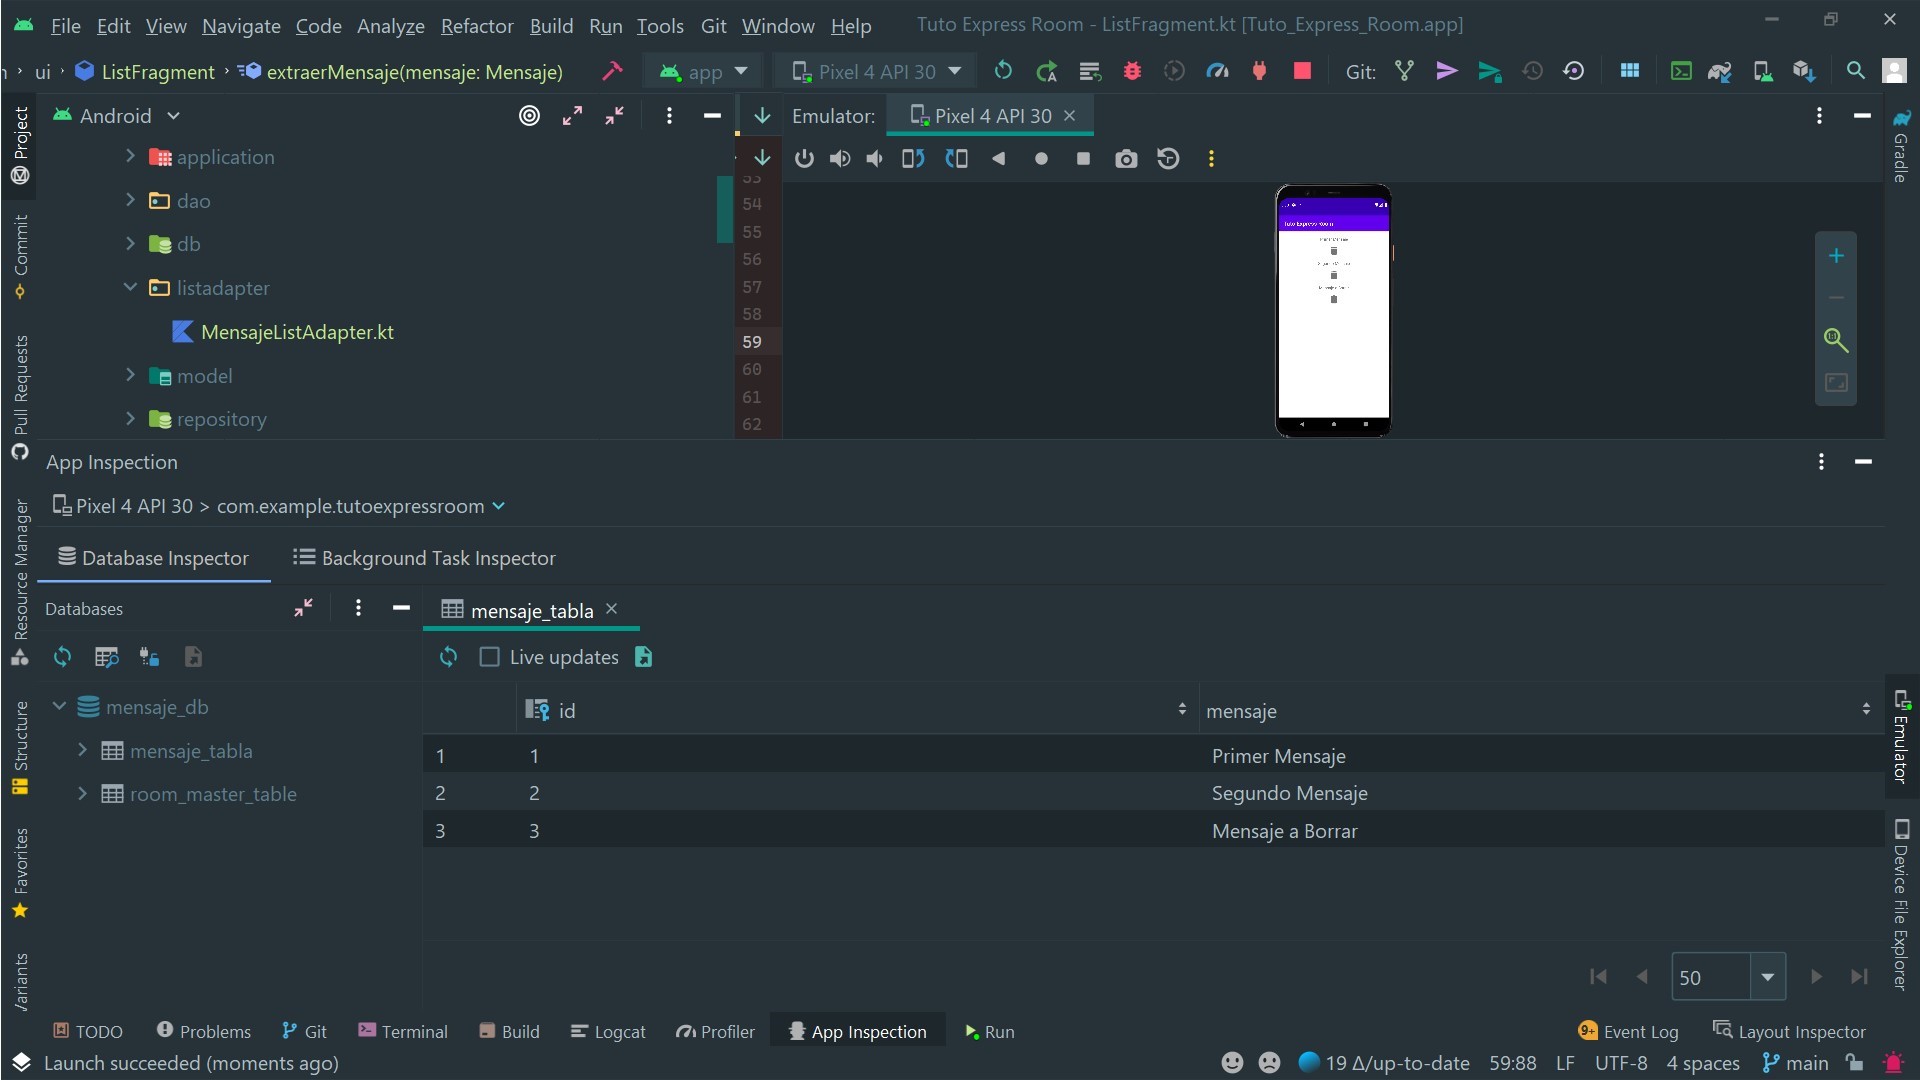 File Edit View Navigate Code Analyze Refactor Build Run Tools Git Window Help Tuto Express Room - ListFragment.kt [Tuto_Express_Room.app]
ui ListFragment extraerMensaje(mensaje: Mensaje) app Pixel 4 API 30 Git:
Android
Emulator: Pixel 4 API 30
application
dao
db
listadapter
MensajeListAdapter.kt
model
repository
53
54
55
56
57
58
59
60
61
62
Tuto Express Room
Project
Commit
Pull Requests
Resource Manager
Structure
Favorites
Gradle
Emulator
Device File Explorer
App Inspection
Pixel 4 API 30 > com.example.tutoexpressroom
Database Inspector Background Task Inspector
Databases
mensaje_tabla
Live updates
mensaje_db
mensaje_tabla
room_master_table
id mensaje
1 1 Primer Mensaje
2 2 Segundo Mensaje
3 3 Mensaje a Borrar
50
TODO Problems Git Terminal Build Logcat Profiler App Inspection Run 9+ Event Log Layout Inspector
Launch succeeded (moments ago) 19 Δ/up-to-date 59:88 LF UTF-8 4 spaces main